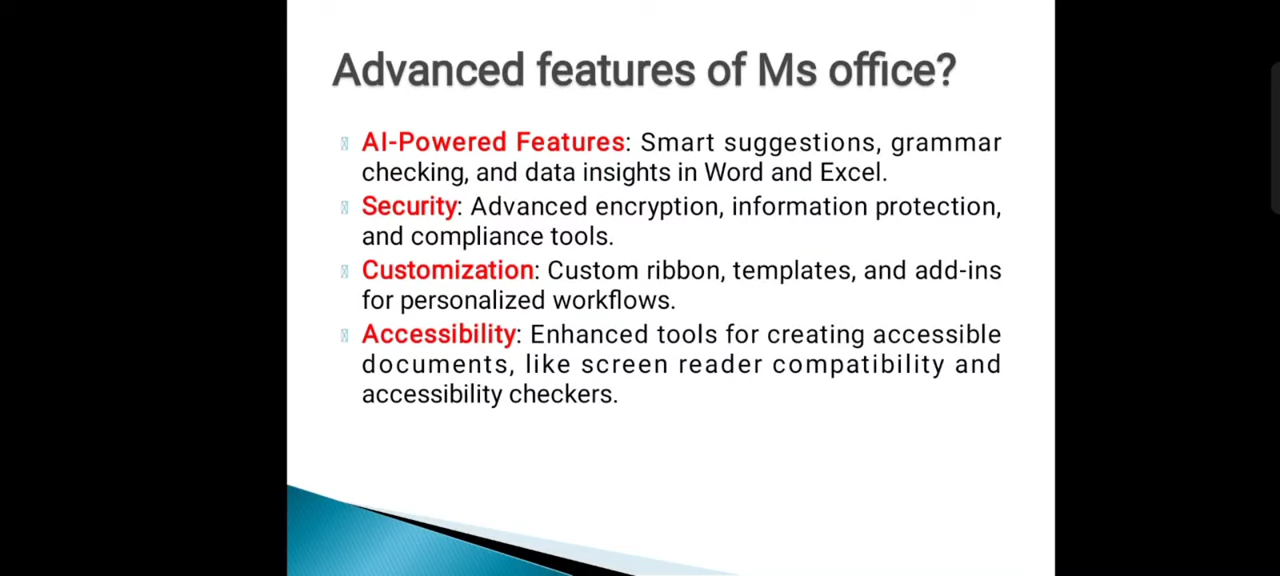 Advanced features of Ms office?
AI-Powered Features: Smart suggestions, grammar
checking, and data insights in Word and Excel.
Security: Advanced encryption, information protection,
and compliance tools.
Customization: Custom ribbon, templates, and add-ins
for personalized workflows.
Accessibility: Enhanced tools for creating accessible
documents, like screen reader compatibility and
accessibility checkers.